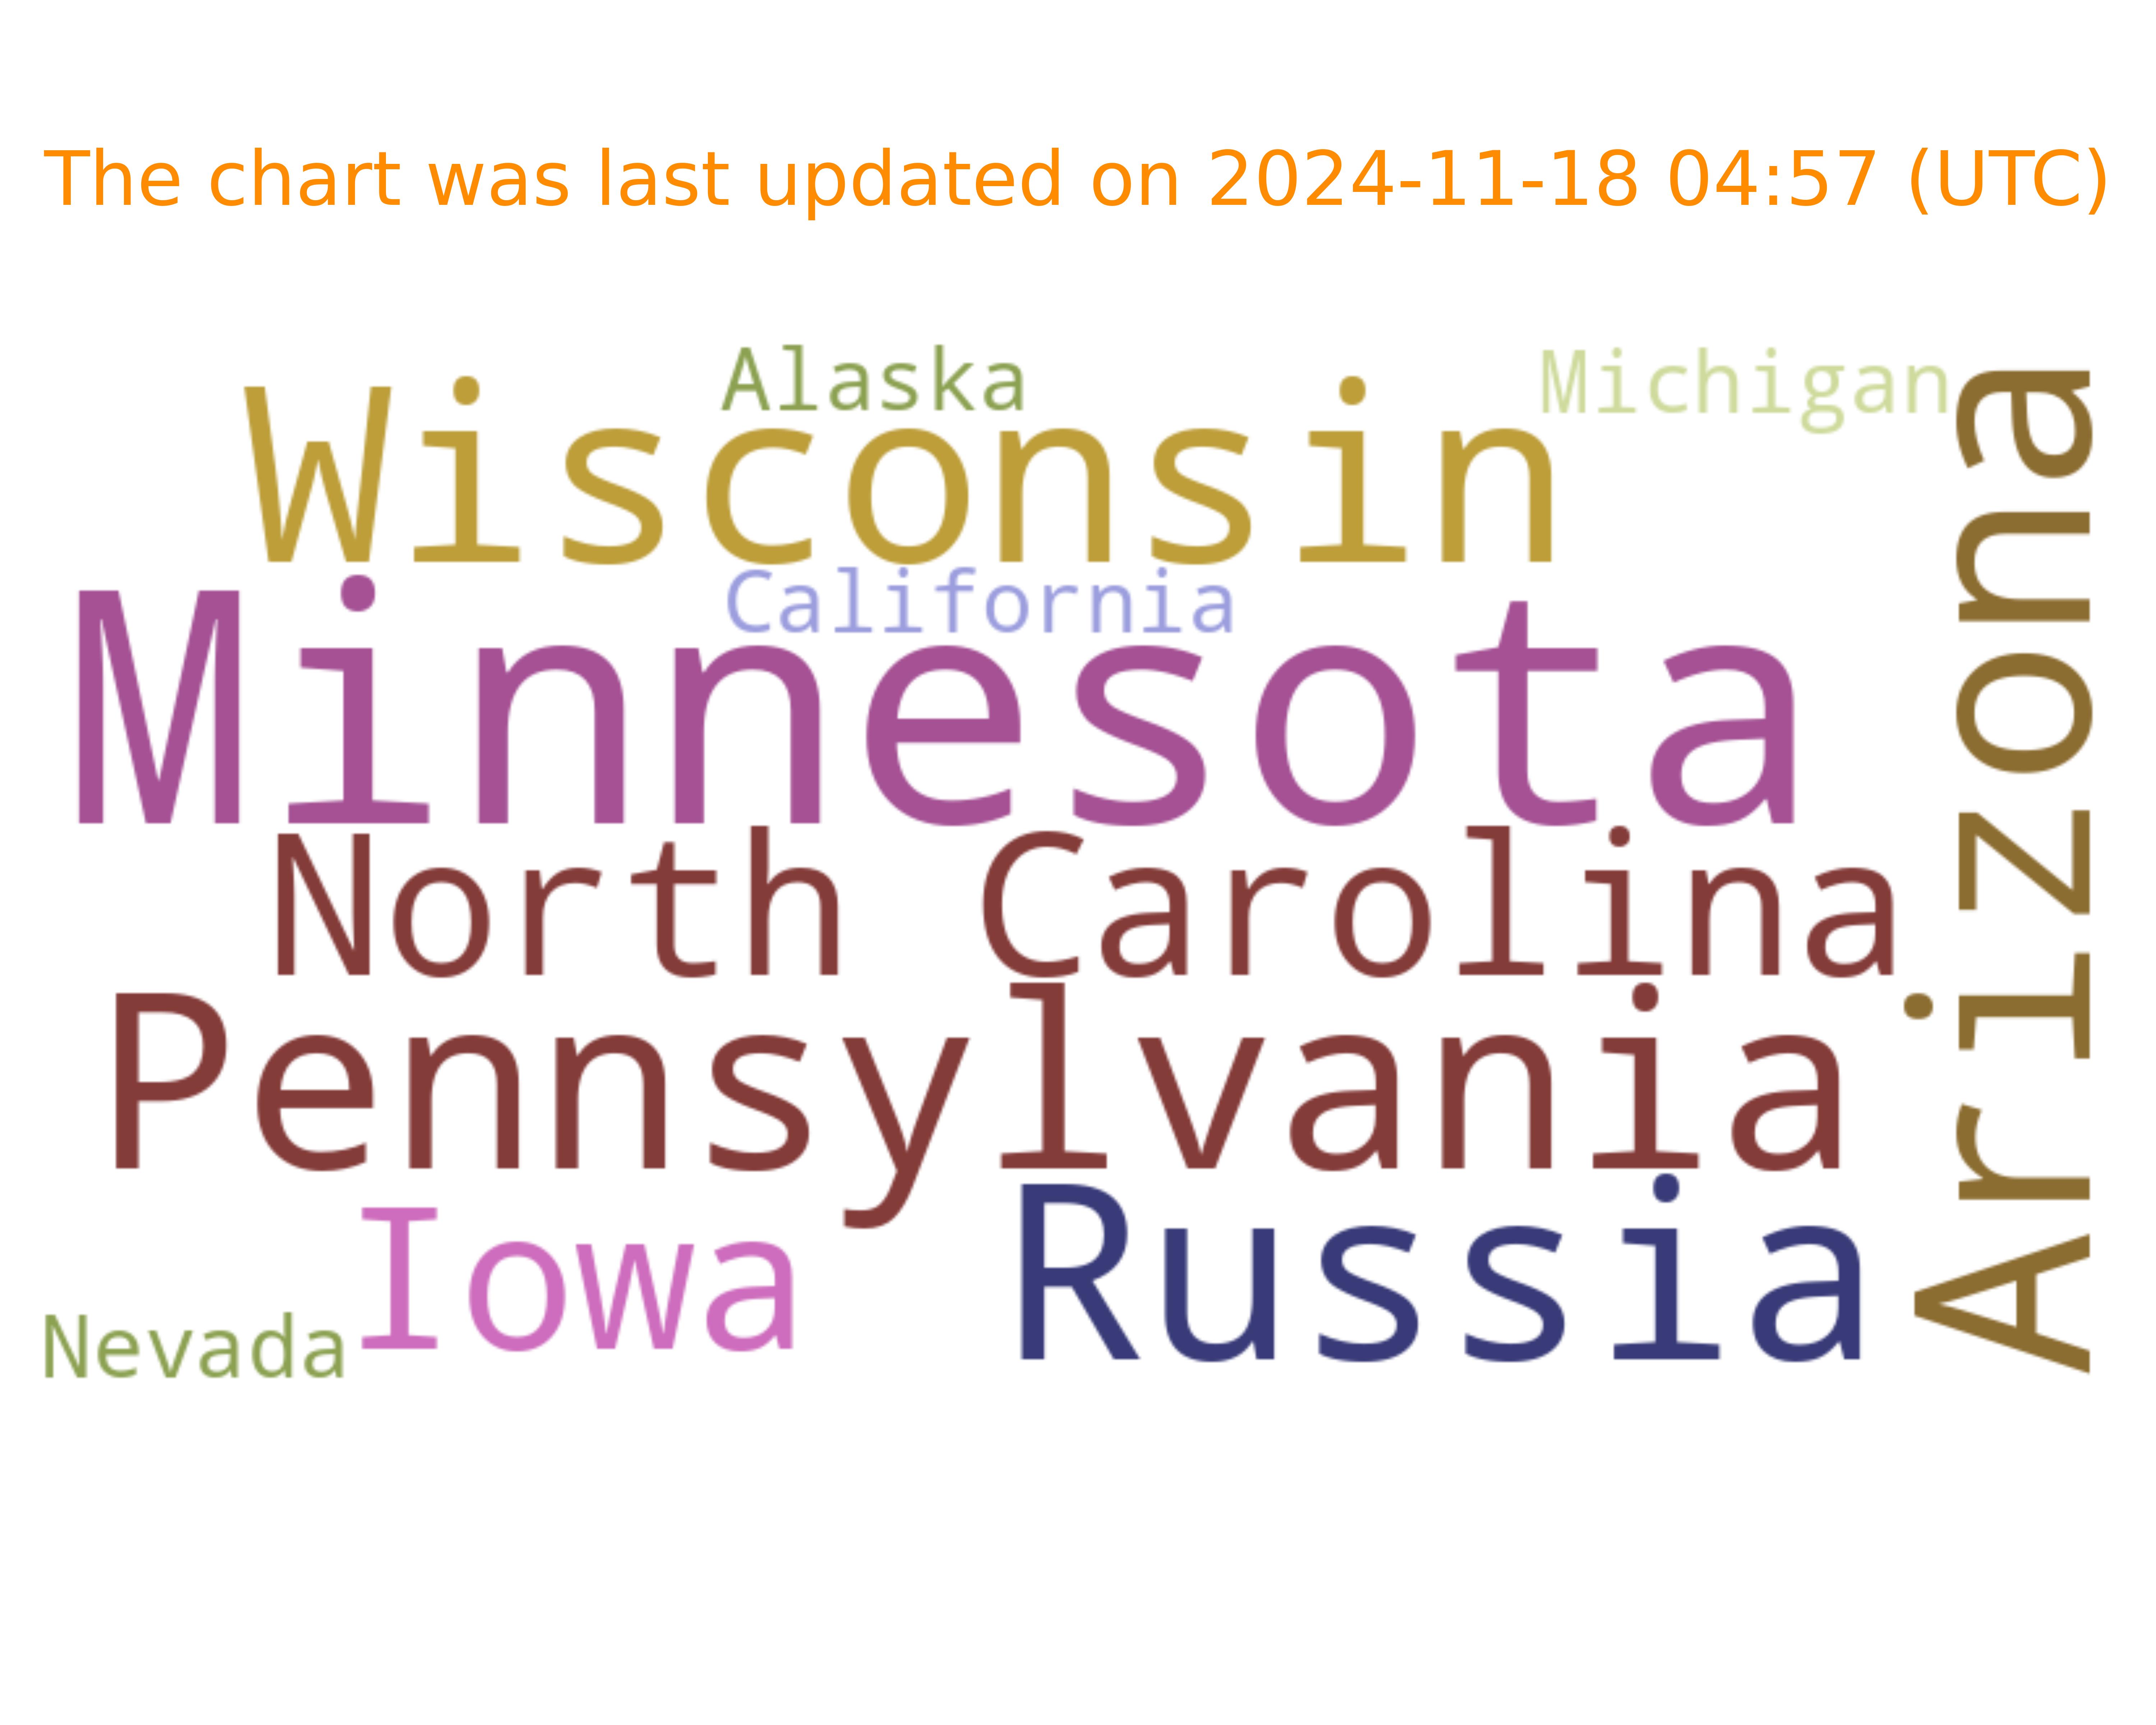 The chart was last updated on 2024-11-18 04:57 (UTC)
Alaska
Michigan
Wisconsin
California
Minnesota
North Carolina
Pennsylvania
Iowa
Russia
Nevada
Arizona